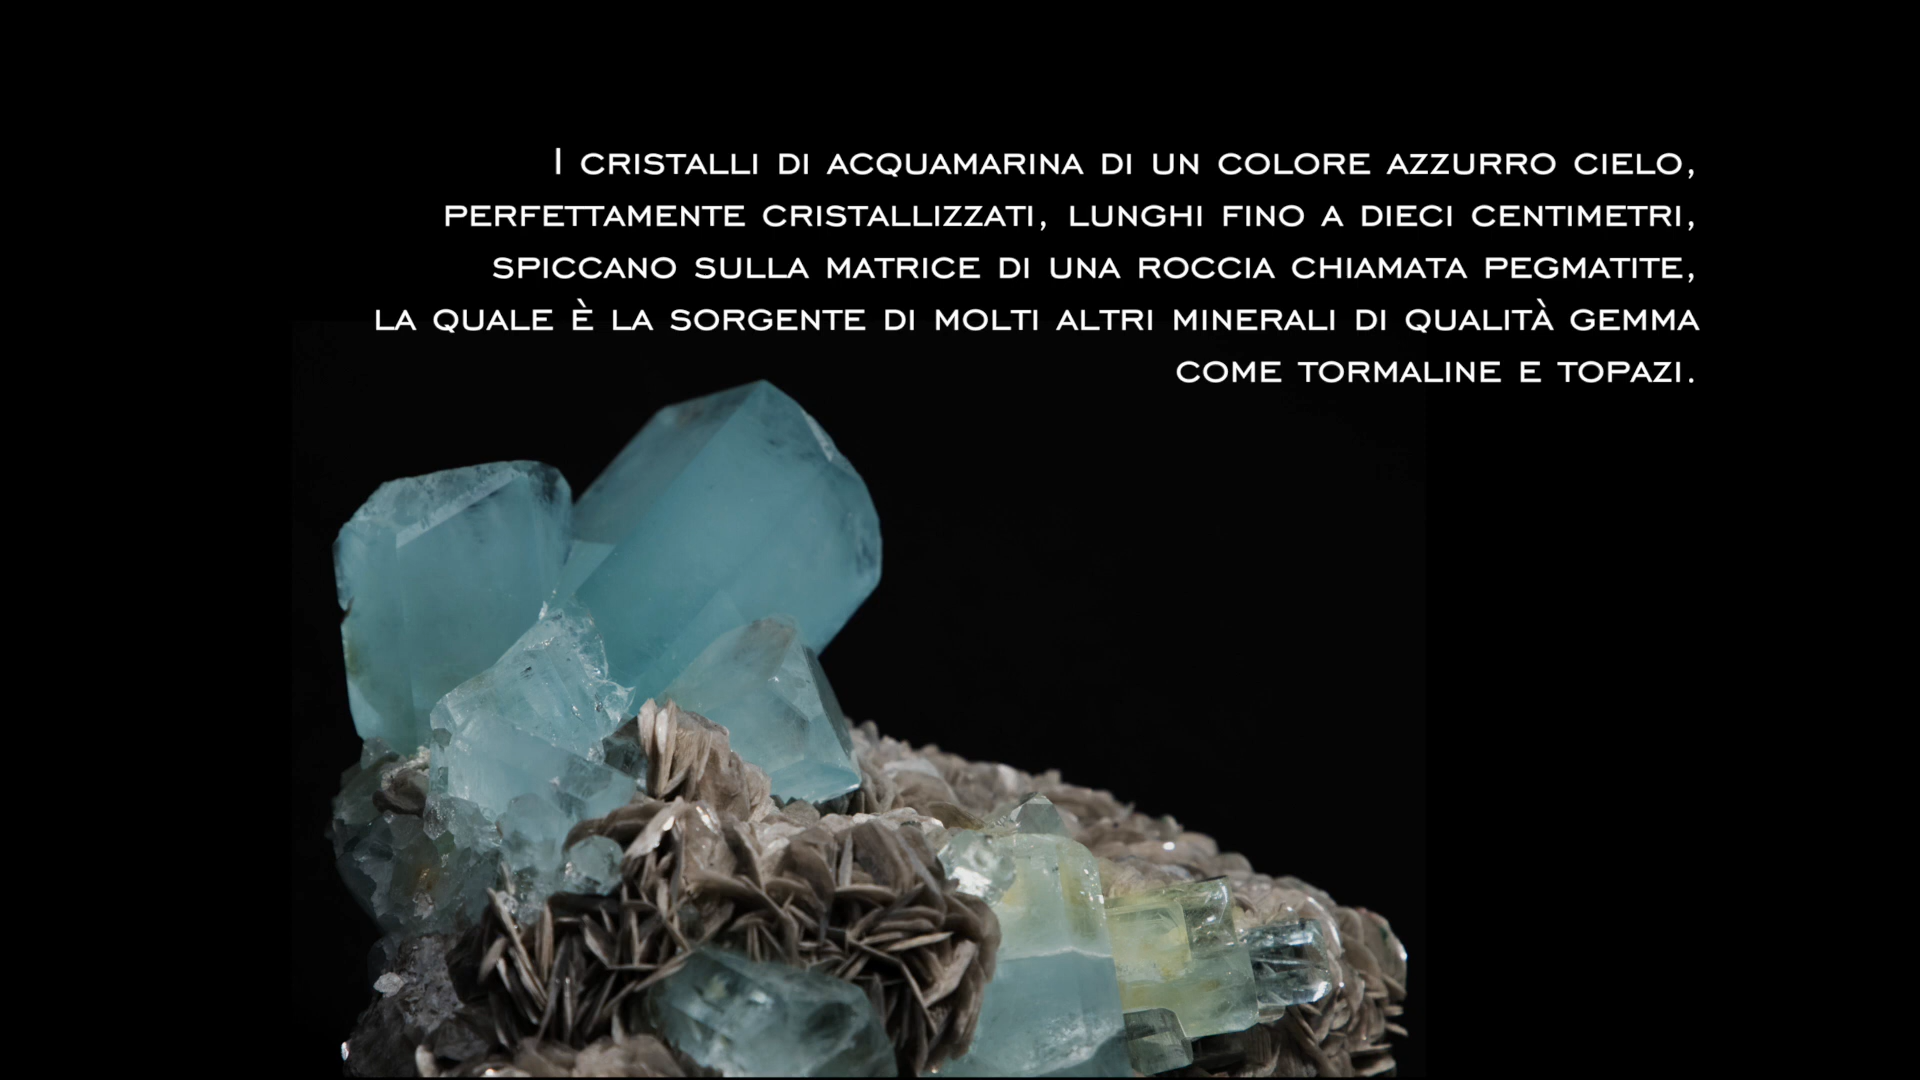 I CRISTALLI DI ACQUAMARINA DI UN COLORE AZZURRO CIELO,
PERFETTAMENTE CRISTALLIZZATI, LUNGHI FINO A DIECI CENTIMETRI,
SPICCANO SULLA MATRICE DI UNA ROCCIA CHIAMATA PEGMATITE,
LA QUALE È LA SORGENTE DI MOLTI ALTRI MINERALI DI QUALITÀ GEMMA
COME TORMALINE E TOPAZI.